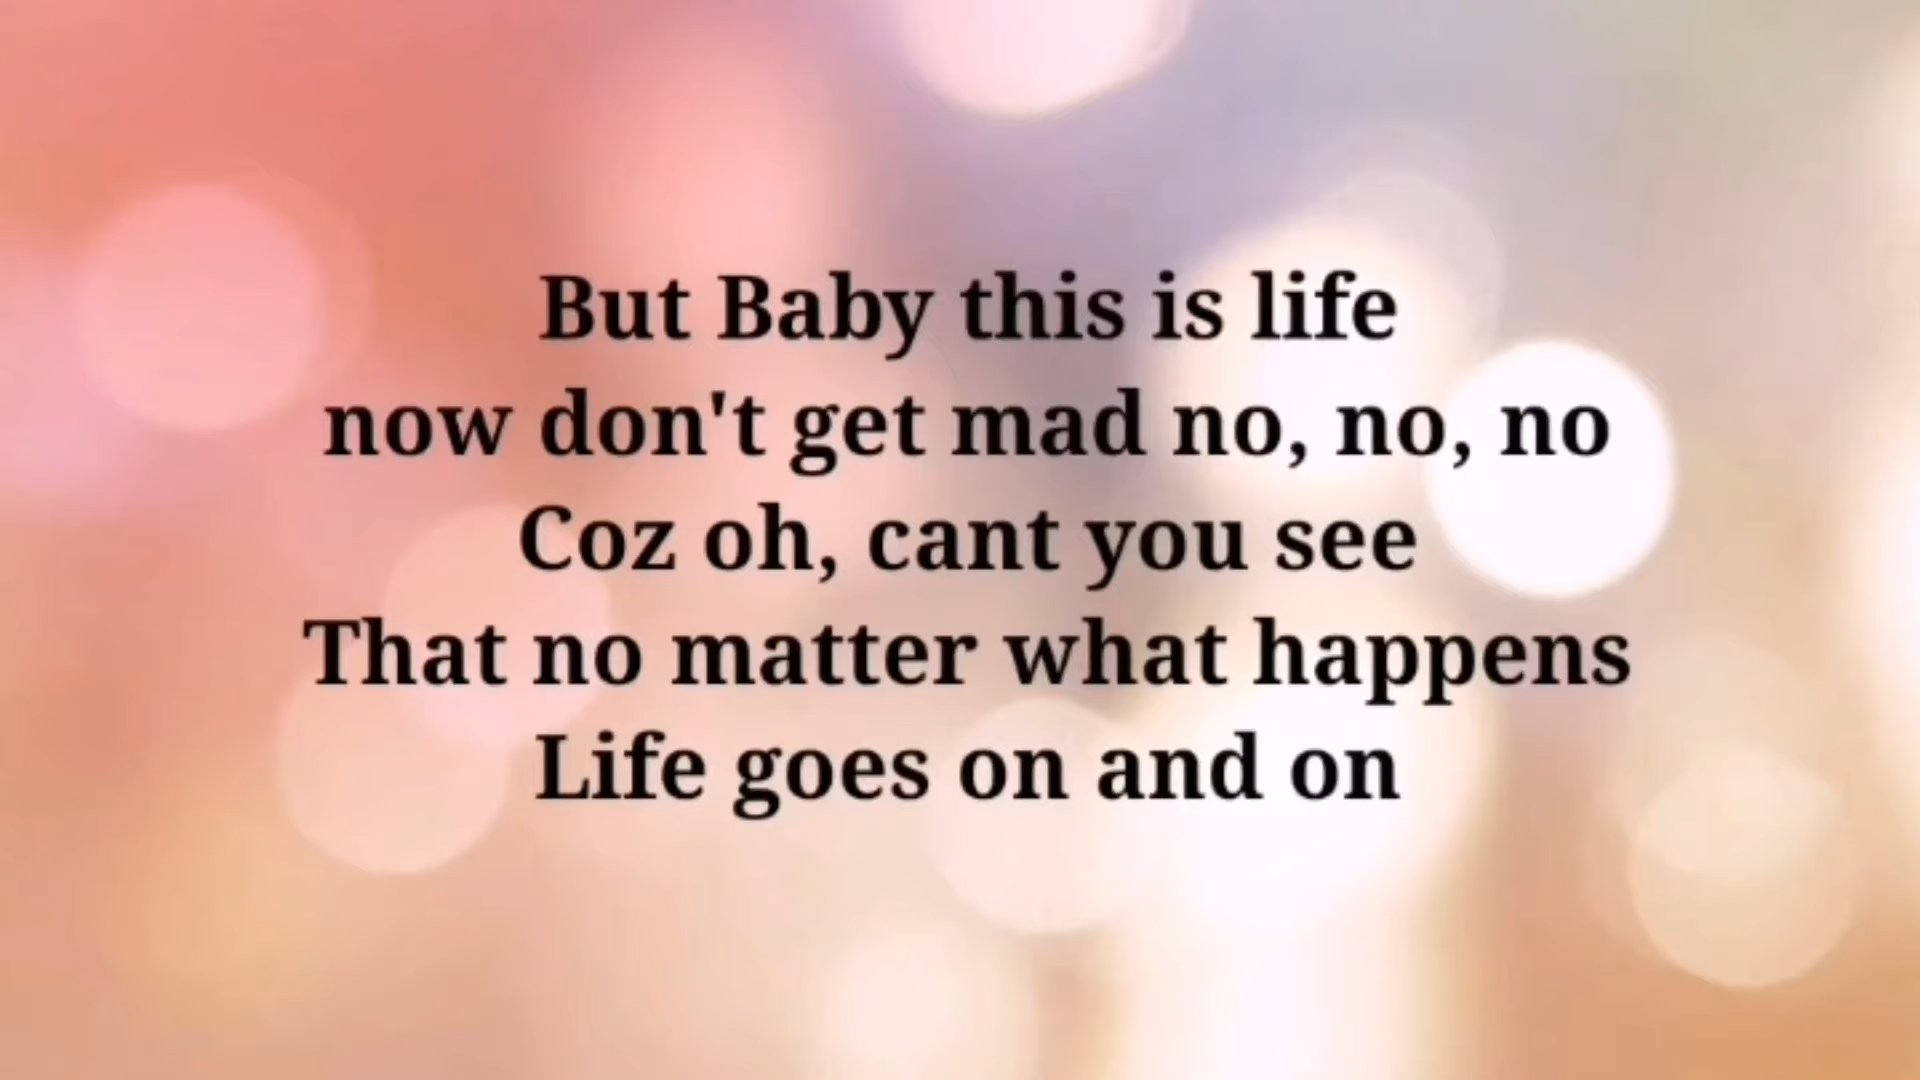 But Baby this is life
now don't get mad no, no, no
Coz oh, cant you see
That no matter what happens
Life goes on and on